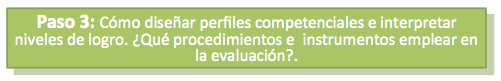 Paso 3: Cómo diseñar perfiles competenciales e interpretar
niveles de logro. ¿Qué procedimientos e instrumentos emplear en
la evaluación?.